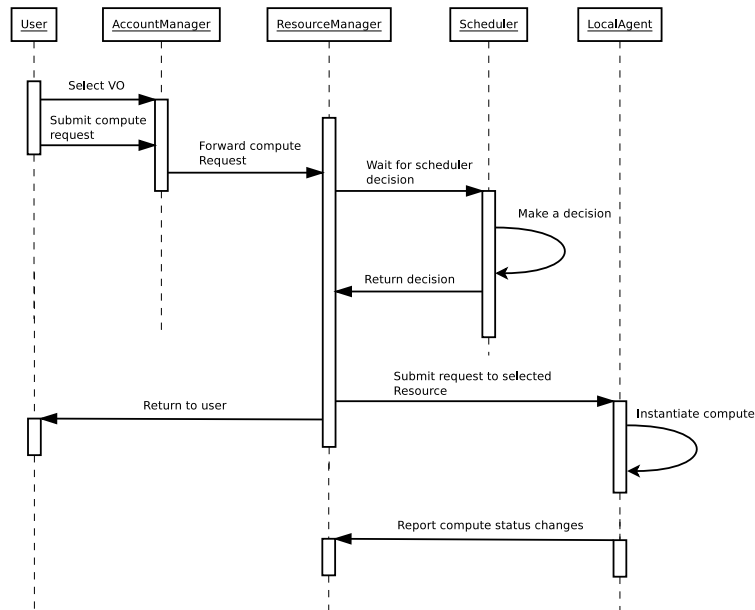 User
AccountManager
ResourceManager
Scheduler
LocalAgent
Select VO
Submit compute
request
Forward compute
Request
Wait for scheduler
decision
Make a decision
Return decision
Submit request to selected
Resource
Return to user
Instantiate compute
Report compute status changes